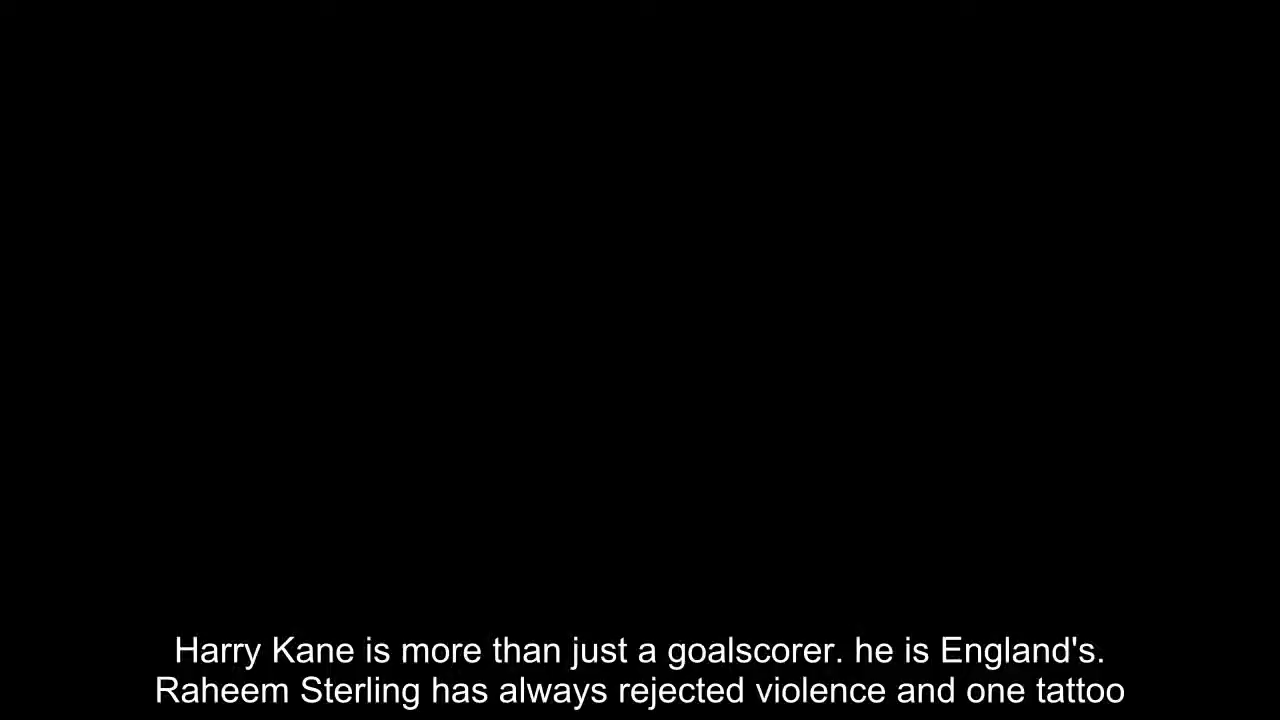 Harry Kane is more than just a goalscorer. he is England's.
Raheem Sterling has always rejected violence and one tattoo